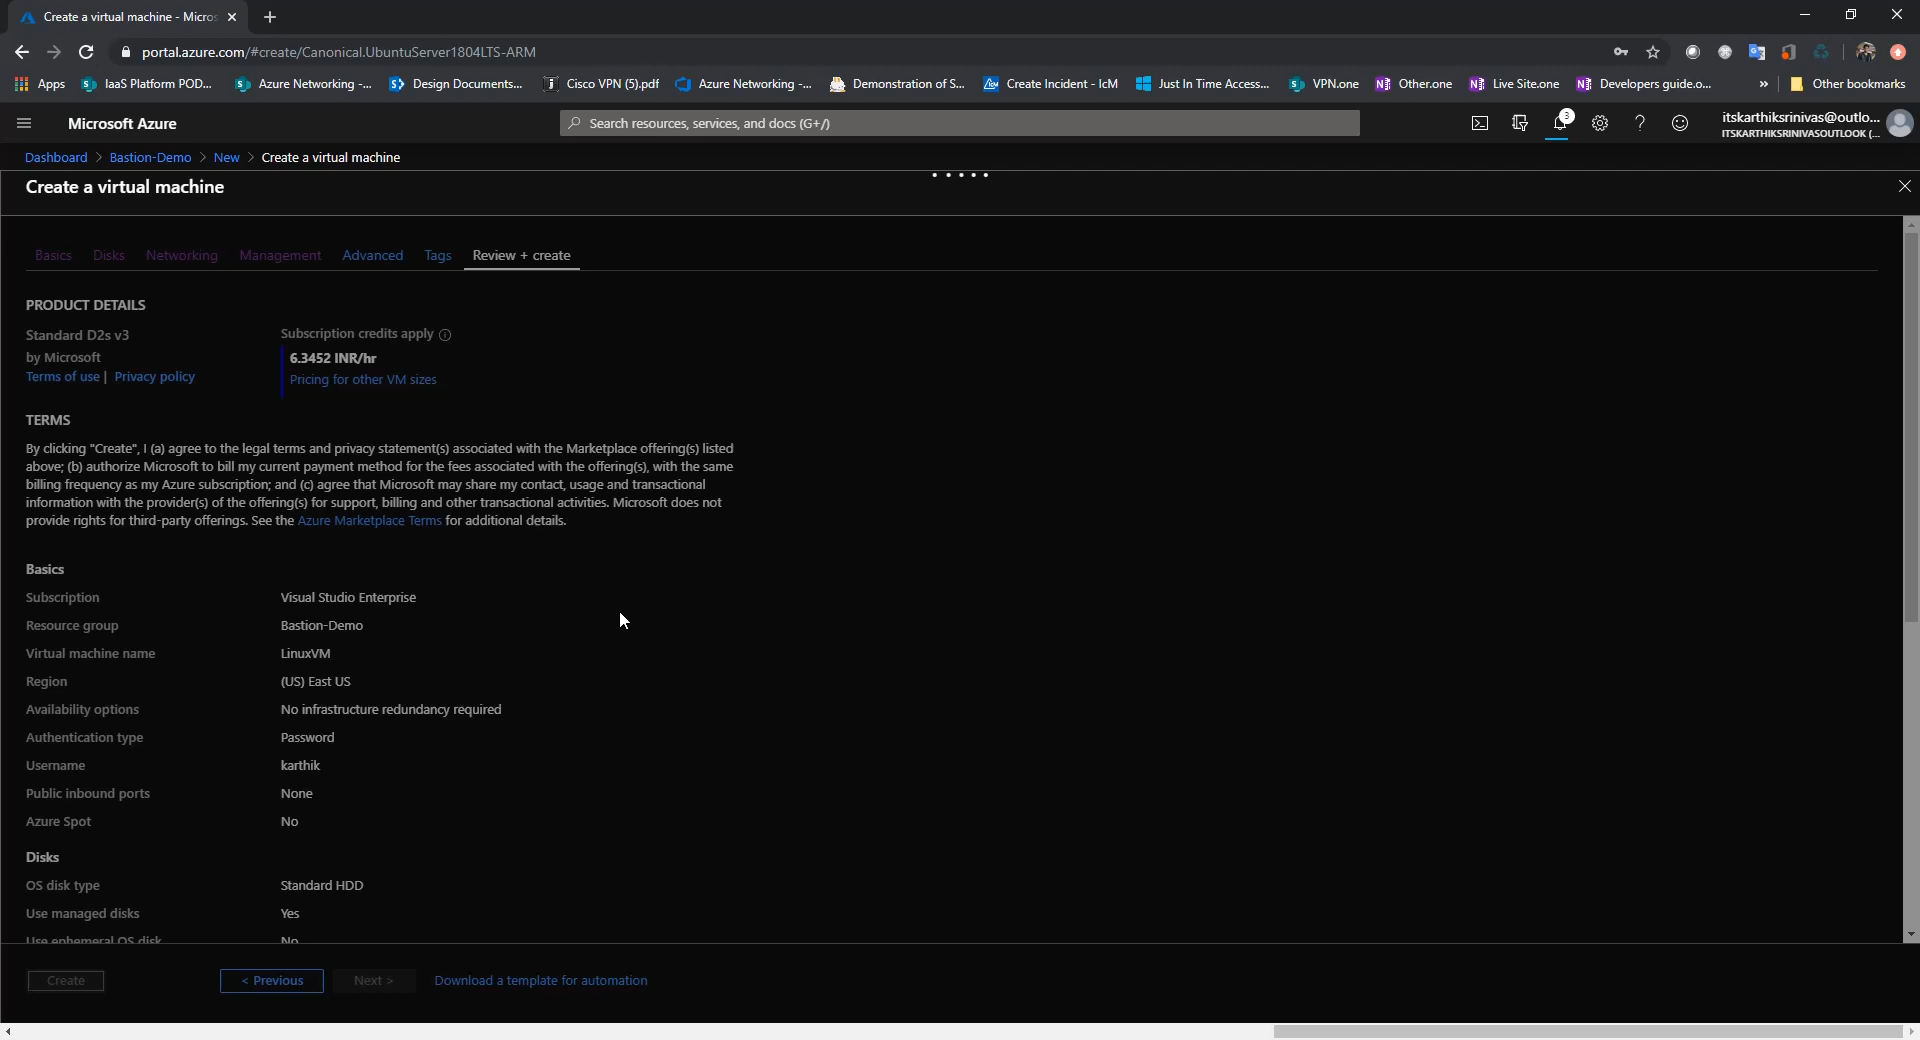 Create a virtual machine - Micros
portal.azure.com/#create/Canonical.UbuntuServer1804LTS-ARM
Apps IaaS Platform POD... Azure Networking -... Design Documents... Cisco VPN (5).pdf Azure Networking -... Demonstration of S... Create Incident - IcM Just In Time Access... VPN.one Other.one Live Site.one Developers guide.o... » Other bookmarks
Microsoft Azure
Search resources, services, and docs (G+/)
3
itskarthiksrinivas@outlo...
ITSKARTHIKSRINIVASOUTLOOK (...
Dashboard > Bastion-Demo > New > Create a virtual machine
Create a virtual machine
Basics Disks Networking Management Advanced Tags Review + create
PRODUCT DETAILS
Standard D2s v3 Subscription credits apply
by Microsoft 6.3452 INR/hr
Terms of use | Privacy policy Pricing for other VM sizes
TERMS
By clicking "Create", I (a) agree to the legal terms and privacy statement(s) associated with the Marketplace offering(s) listed
above; (b) authorize Microsoft to bill my current payment method for the fees associated with the offering(s), with the same
billing frequency as my Azure subscription; and (c) agree that Microsoft may share my contact, usage and transactional
information with the provider(s) of the offering(s) for support, billing and other transactional activities. Microsoft does not
provide rights for third-party offerings. See the Azure Marketplace Terms for additional details.
Basics
Subscription Visual Studio Enterprise
Resource group Bastion-Demo
Virtual machine name LinuxVM
Region (US) East US
Availability options No infrastructure redundancy required
Authentication type Password
Username karthik
Public inbound ports None
Azure Spot No
Disks
OS disk type Standard HDD
Use managed disks Yes
Use ephemeral OS disk No
Create < Previous Next > Download a template for automation